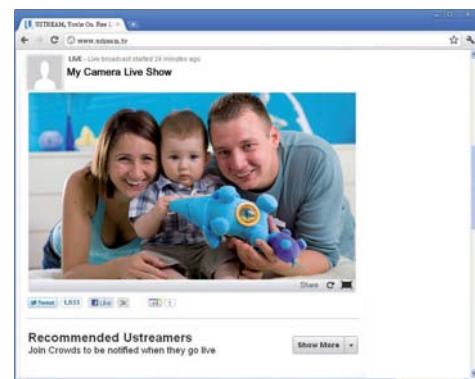 USTREAM, You're On. Free L
www.ustream.tv
LIVE - Live broadcast started 24 minutes ago
My Camera Live Show
Share
Tweet 1,033 Like 1
Recommended Ustreamers
Join Crowds to be notified when they go live
Show More